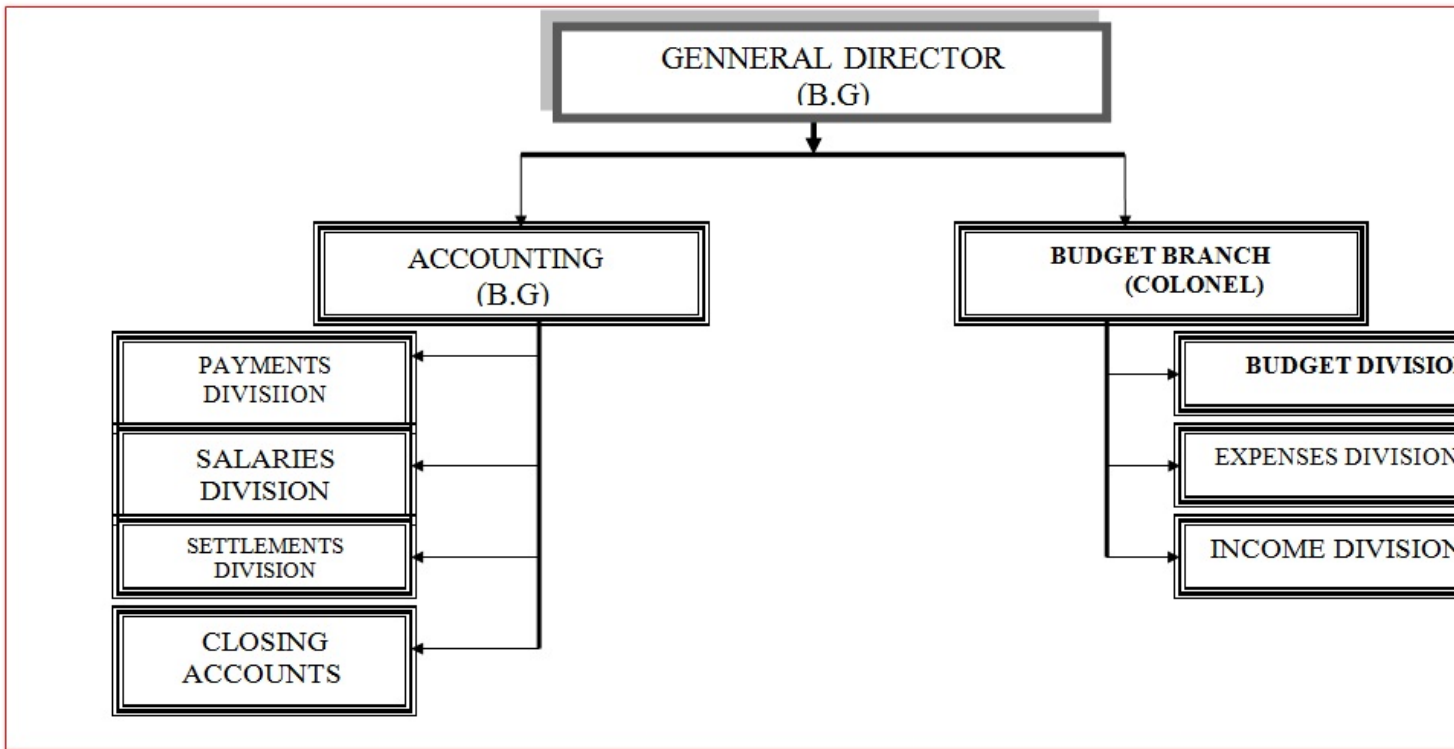 GENNERAL DIRECTOR
(B.G)
ACCOUNTING
(B.G)
PAYMENTS
DIVISIION
SALARIES
DIVISION
SETTLEMENTS
DIVISION
CLOSING
ACCOUNTS
BUDGET BRANCH
(COLONEL)
BUDGET
EXPENSES DIVISION
INCOME DIVISION